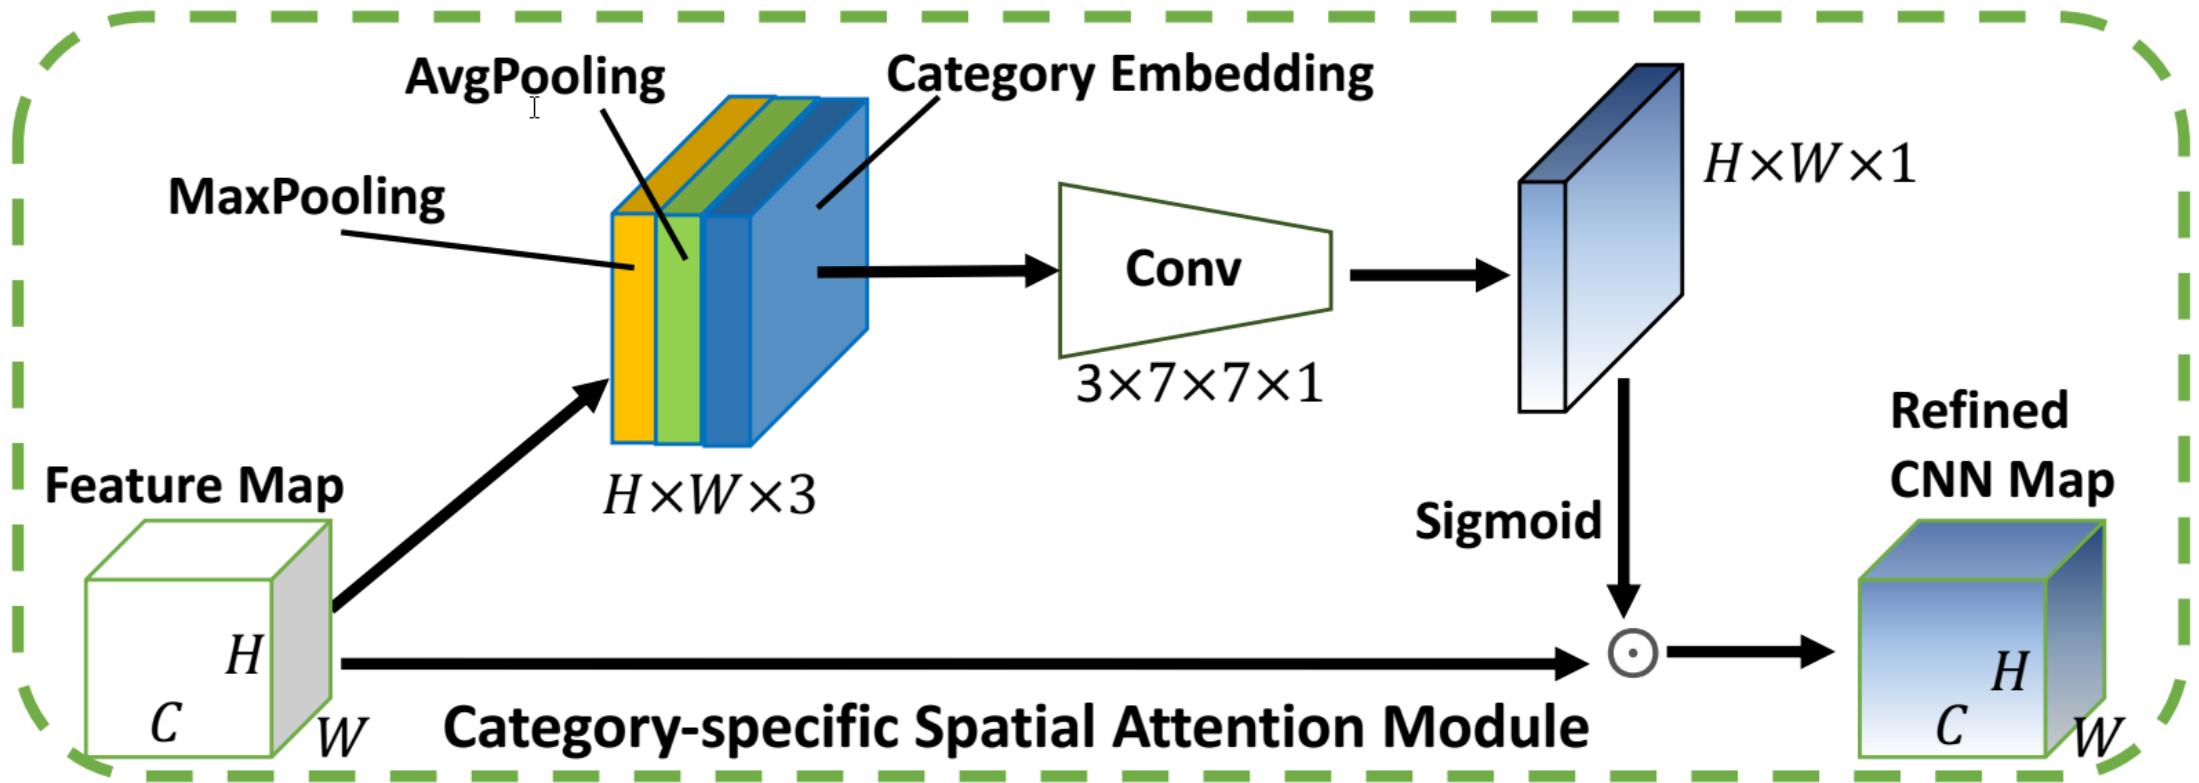 AvgPooling
Category Embedding
MaxPooling
H×W×1
Conv
3×7×7×1
Feature Map
H×W×3
Refined
CNN Map
Sigmoid
H
C
W
H
C
W
Category-specific Spatial Attention Module